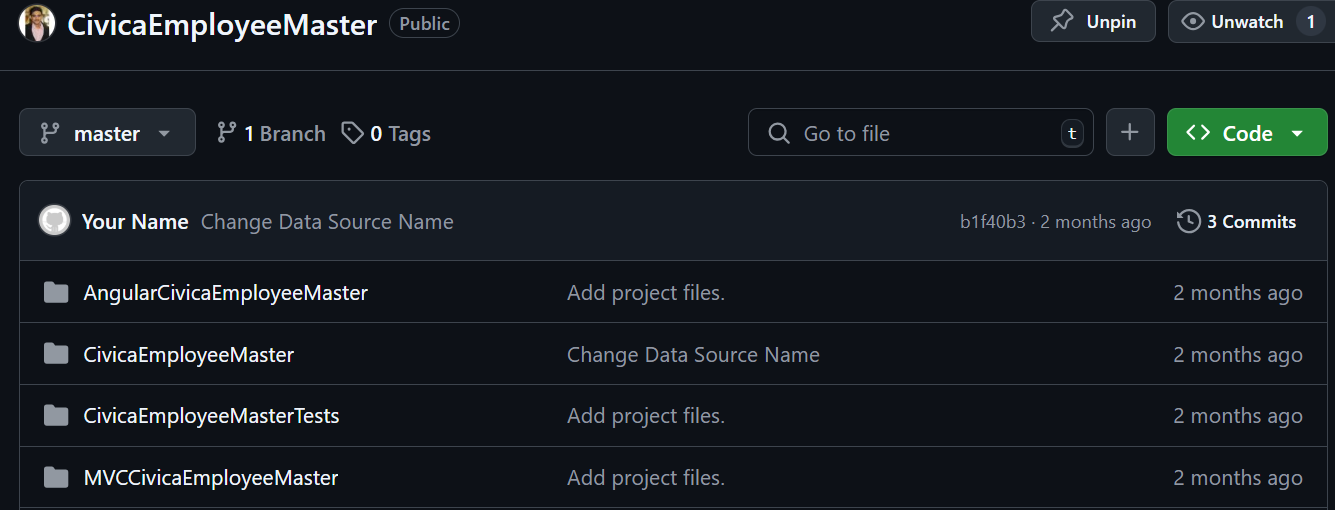 CivicaEmployeeMaster Public Unpin Unwatch 1
master 1 Branch 0 Tags Go to file t + Code
Your Name Change Data Source Name b1f40b3 · 2 months ago 3 Commits
AngularCivicaEmployeeMaster Add project files. 2 months ago
CivicaEmployeeMaster Change Data Source Name 2 months ago
CivicaEmployeeMasterTests Add project files. 2 months ago
MVCCivicaEmployeeMaster Add project files. 2 months ago